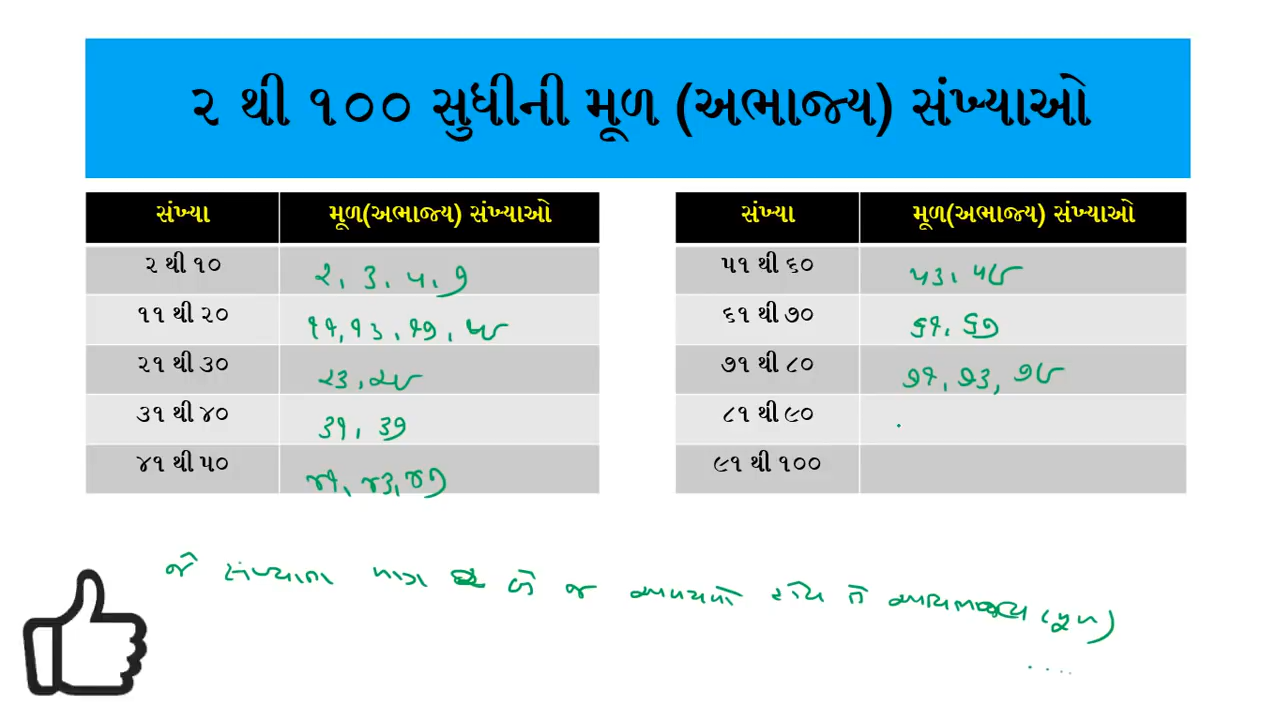 ૨ થી ૧૦૦ સુધીની મૂળ (અભાજ્ય) સંખ્યાઓ
સંખ્યા મૂળ(અભાજ્ય) સંખ્યાઓ
૨ થી ૧૦ ૨, ૩, ૫, ૭
૧૧ થી ૨૦ ૧૧, ૧૩, ૧૭, ૧૯
૨૧ થી ૩૦ ૨૩, ૨૯
૩૧ થી ૪૦ ૩૧, ૩૭
૪૧ થી ૫૦ ૪૧, ૪૩, ૪૭
સંખ્યા મૂળ(અભાજ્ય) સંખ્યાઓ
૫૧ થી ૬૦ ૫૩, ૫૯
૬૧ થી ૭૦ ૬૧, ૬૭
૭૧ થી ૮૦ ૭૧, ૭૩, ૭૯
૮૧ થી ૯૦
૯૧ થી ૧૦૦
જે સંખ્યાના માત્ર બે જ અવયવો હોય તે (મૂળ)